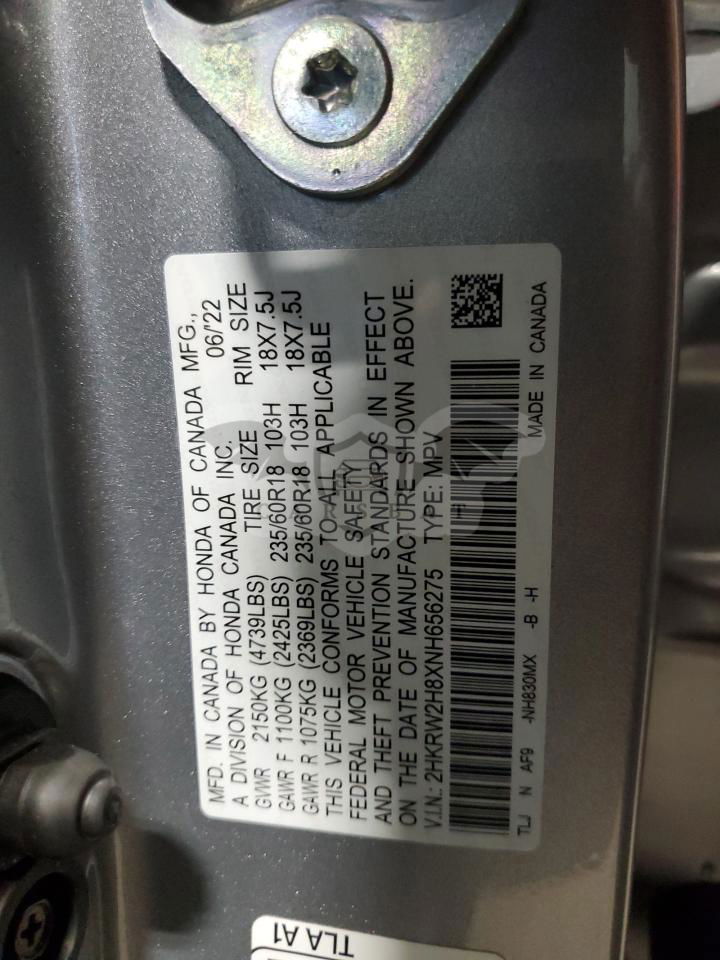 MFD. IN CANADA BY HONDA OF CANADA MFG.,
A DIVISION OF HONDA CANADA INC. 06/'22
GVWR 2150KG (4739LBS) TIRE SIZE RIM SIZE
GAWR F 1100KG (2425LBS) 235/60R18 103H 18X7.5J
GAWR R 1075KG (2369LBS) 235/60R18 103H 18X7.5J
THIS VEHICLE CONFORMS TO ALL APPLICABLE
FEDERAL MOTOR VEHICLE SAFETY
AND THEFT PREVENTION STANDARDS IN EFFECT
ON THE DATE OF MANUFACTURE SHOWN ABOVE.
V.I.N.: 2HKRW2H8XNH656275 TYPE: MPV
TLJ N AF9 -NH830MX -B -H MADE IN CANADA
TLA A1